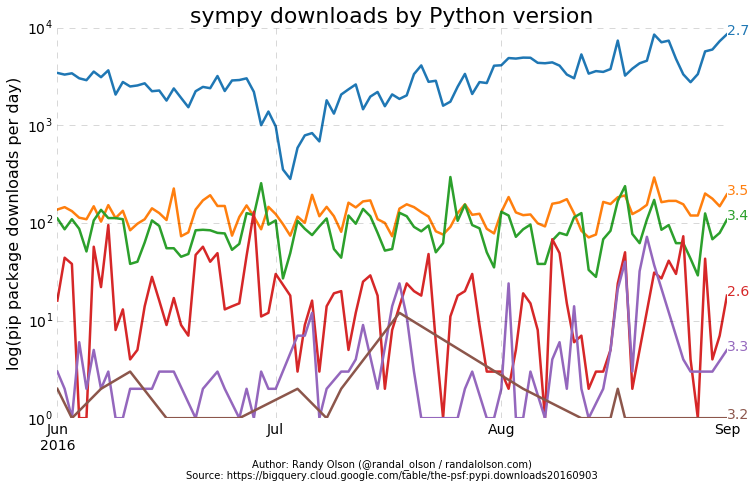 sympy downloads by Python version
log(pip package downloads per day)
10^4
10^3
10^2
10^1
10^0
2.7
3.5
3.4
2.6
3.3
3.2
Jun
2016
Jul
Aug
Sep
Author: Randy Olson (@randal_olson / randalolson.com)
Source: https://bigquery.cloud.google.com/table/the-psf:pypi.downloads20160903